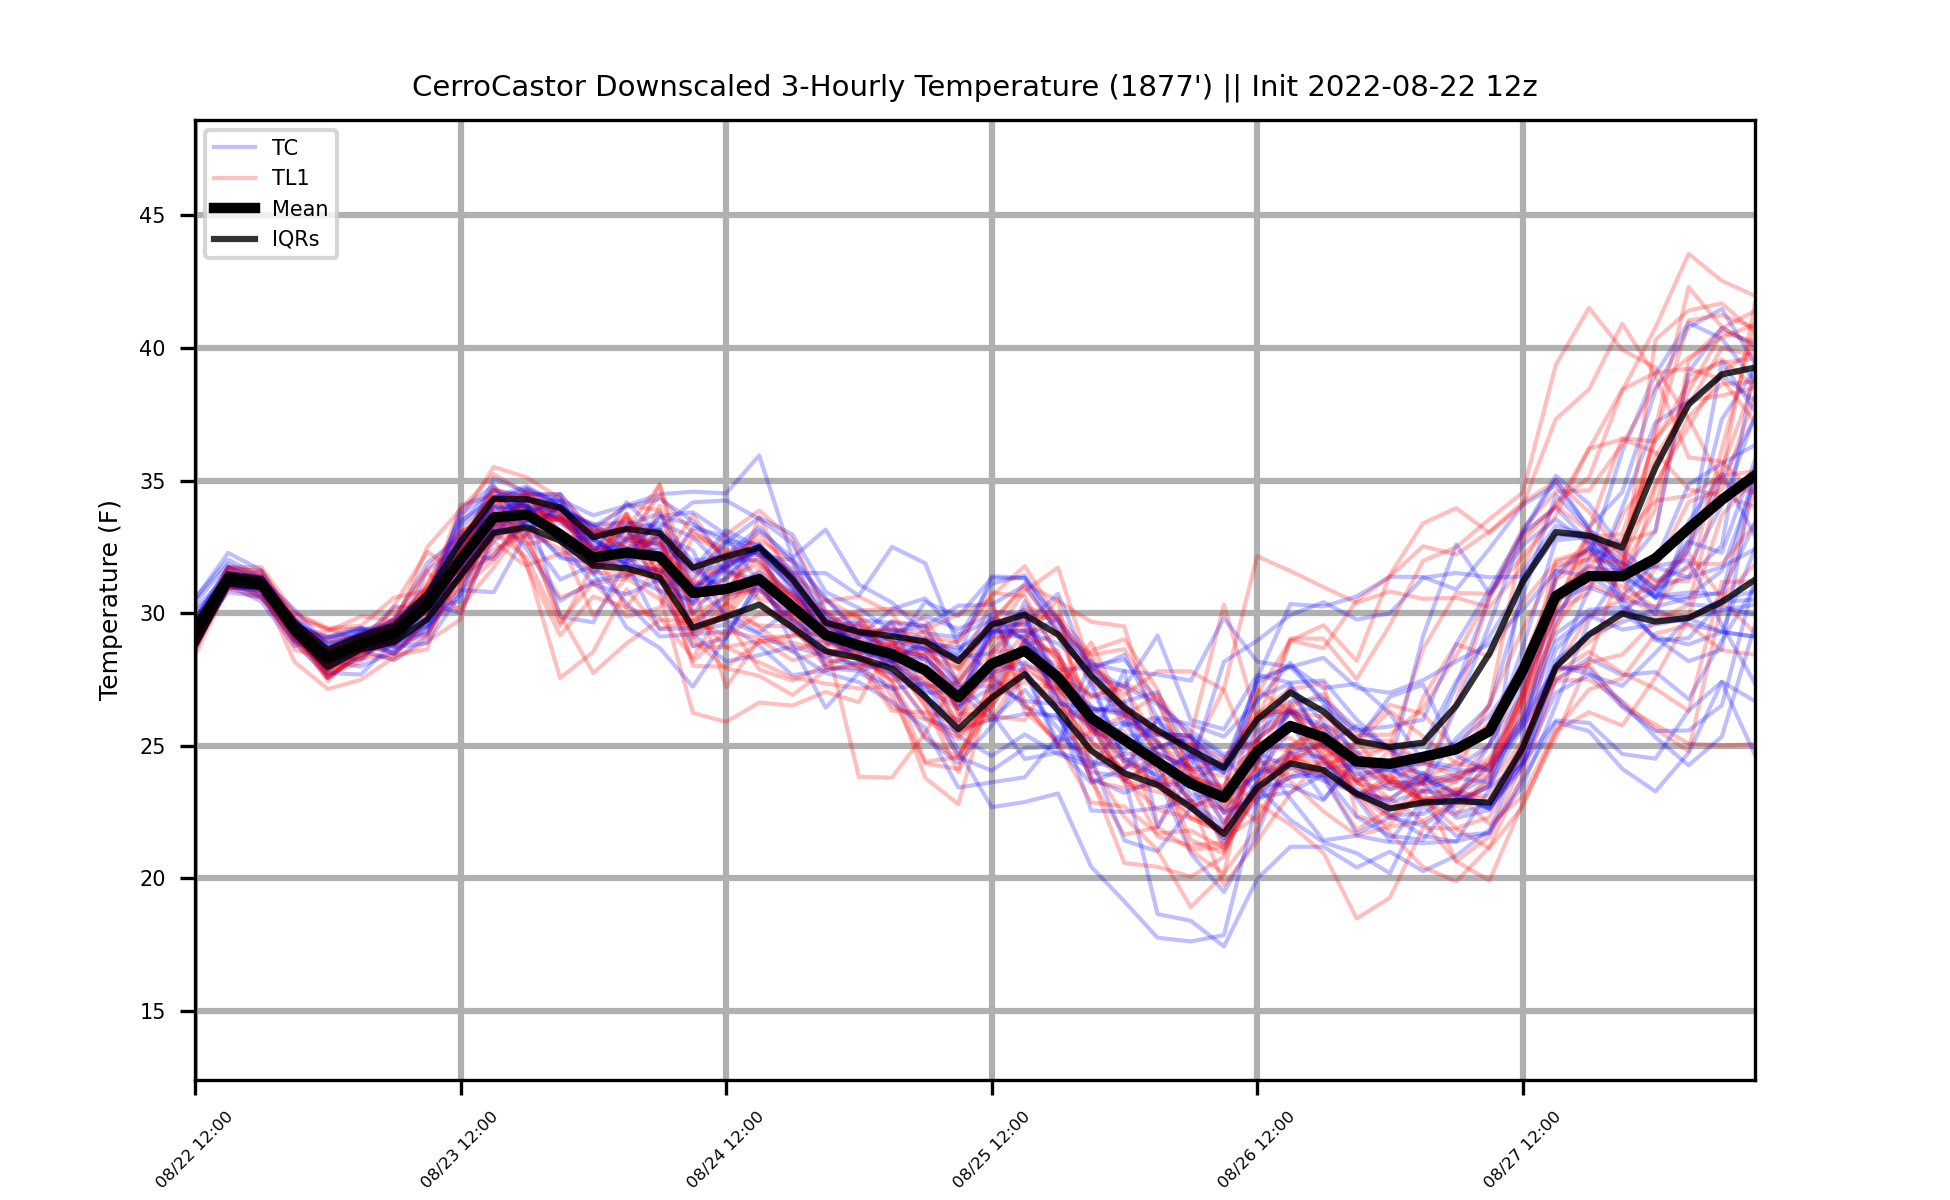 CerroCastor Downscaled 3-Hourly Temperature (1877') || Init 2022-08-22 12z
TC
TL1
Mean
IQRs
Temperature (F)
45
40
35
30
25
20
15
08/22 12:00
08/23 12:00
08/24 12:00
08/25 12:00
08/26 12:00
08/27 12:00